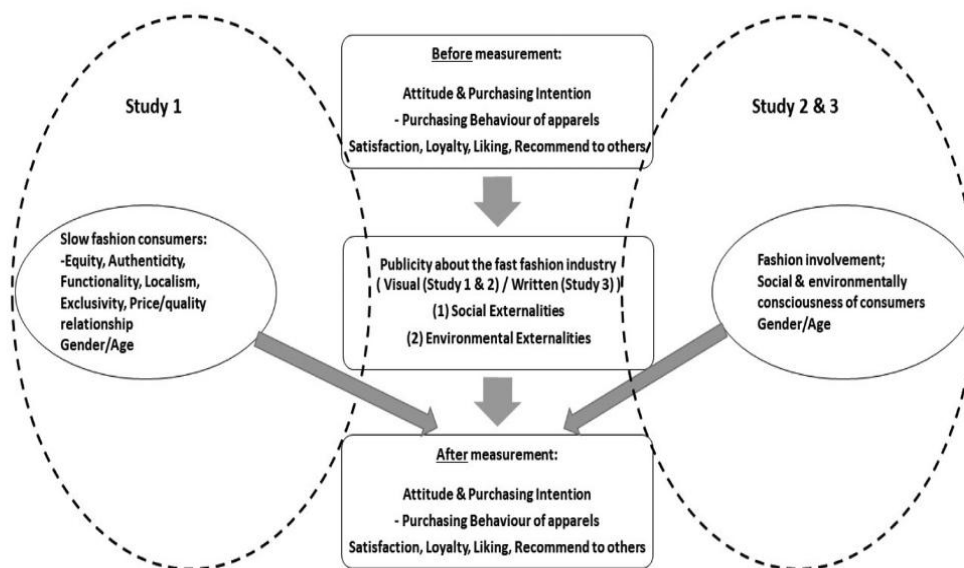 Before measurement:
Attitude & Purchasing Intention
- Purchasing Behaviour of apparels
Satisfaction, Loyalty, Liking, Recommend to others
Study 1
Study 2 & 3
Slow fashion consumers:
-Equity, Authenticity,
Functionality, Localism,
Exclusivity, Price/quality
relationship
Gender/Age
Publicity about the fast fashion industry
( Visual (Study 1 & 2) / Written (Study 3) )
(1) Social Externalities
(2) Environmental Externalities
Fashion involvement;
Social & environmentally
consciousness of consumers
Gender/Age
After measurement:
Attitude & Purchasing Intention
- Purchasing Behaviour of apparels
Satisfaction, Loyalty, Liking, Recommend to others